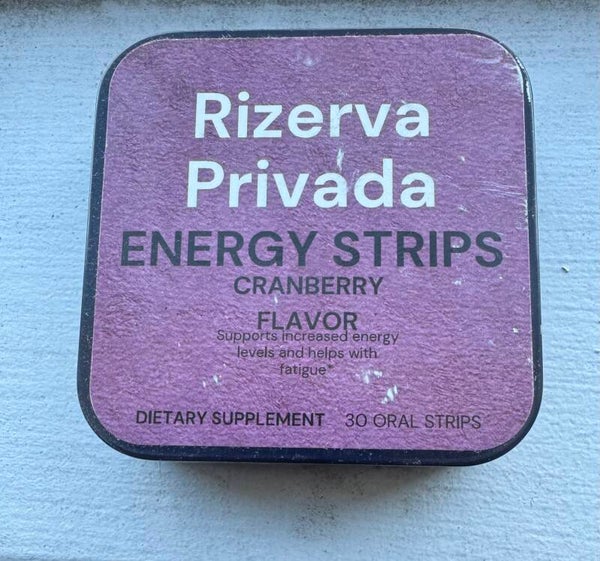 Rizerva
Privada
ENERGY STRIPS
CRANBERRY
FLAVOR
Supports increased energy
levels and helps with
fatigue*
DIETARY SUPPLEMENT 30 ORAL STRIPS